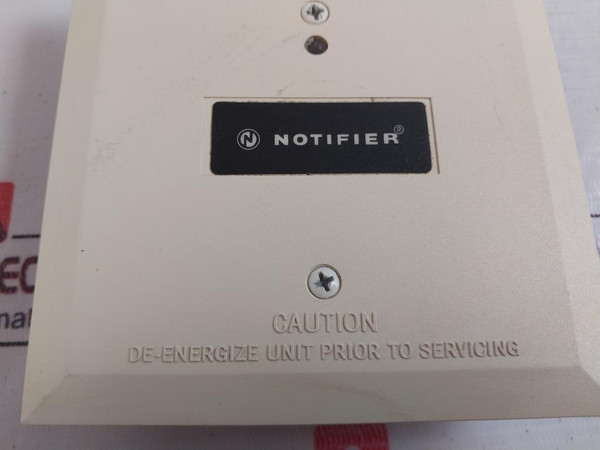 NOTIFIER®
CAUTION
DE-ENERGIZE UNIT PRIOR TO SERVICING